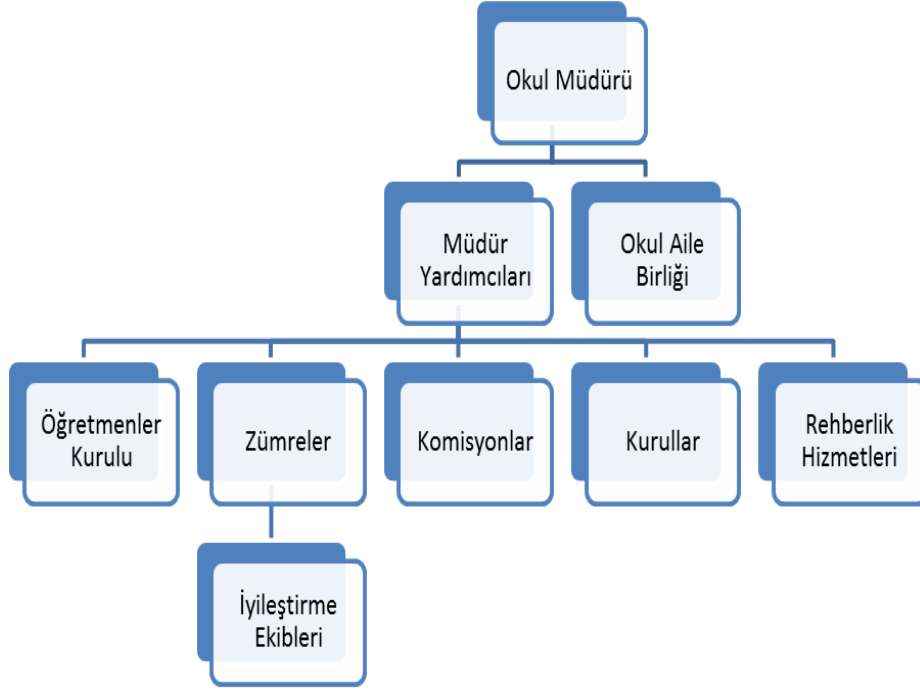 Okul Müdürü
Müdür
Yardımcıları
Okul Aile
Birliği
Öğretmenler
Kurulu
Zümreler
Komisyonlar
Kurullar
Rehberlik
Hizmetleri
İyileştirme
Ekibleri